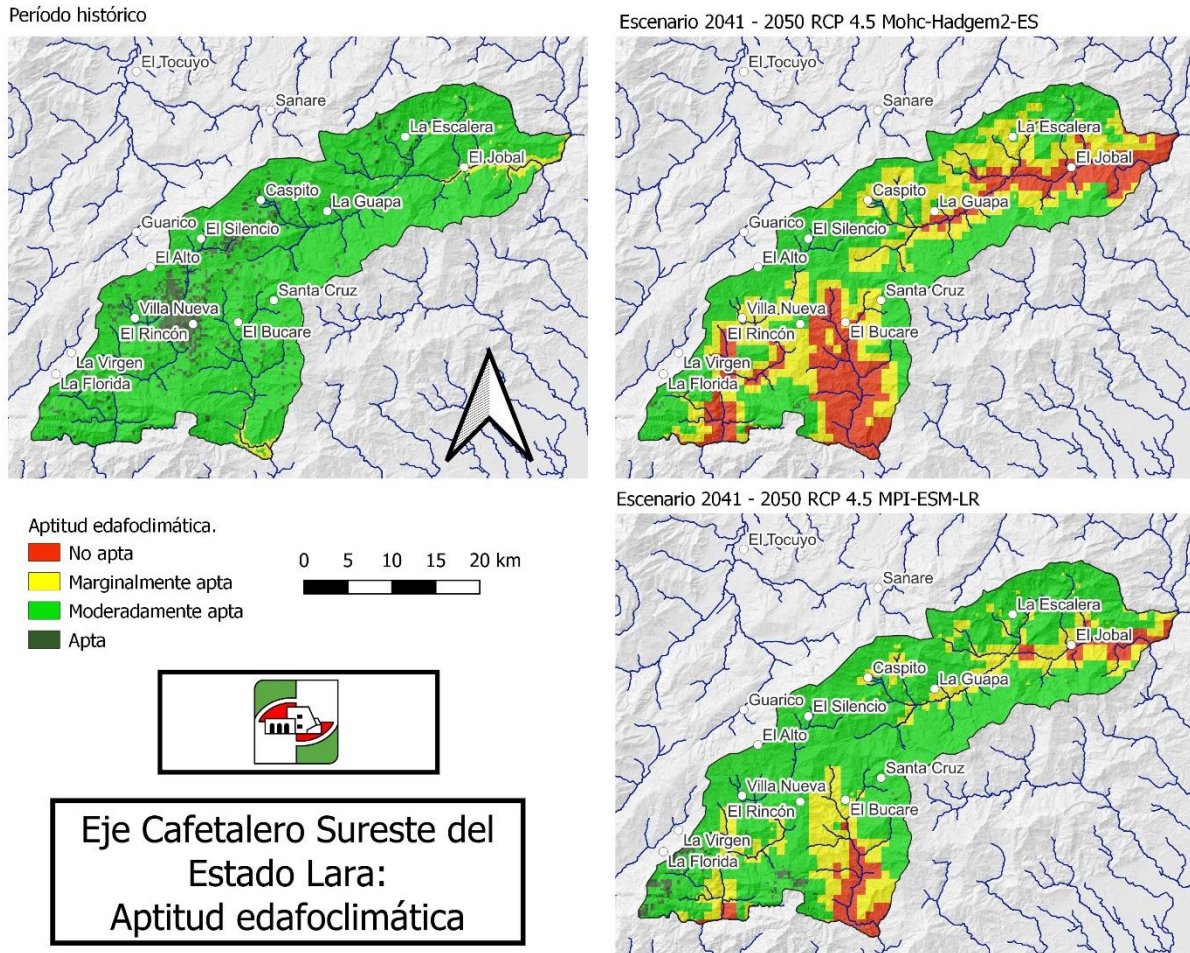 Período histórico
El Tocuyo
Sanare
La Escalera
El Jobal
Caspito
La Guapa
Guarico
El Silencio
El Alto
Santa Cruz
Villa Nueva
El Rincón
El Bucare
La Virgen
La Florida
Escenario 2041 - 2050 RCP 4.5 Mohc-Hadgem2-ES
El Tocuyo
Sanare
La Escalera
El Jobal
Caspito
La Guapa
Guarico
El Silencio
El Alto
Santa Cruz
Villa Nueva
El Rincón
El Bucare
La Virgen
La Florida
Aptitud edafoclimática.
No apta
Marginalmente apta
Moderadamente apta
Apta
0 5 10 15 20 km
Eje Cafetalero Sureste del
Estado Lara:
Aptitud edafoclimática
Escenario 2041 - 2050 RCP 4.5 MPI-ESM-LR
El Tocuyo
Sanare
La Escalera
El Jobal
Caspito
La Guapa
Guarico
El Silencio
El Alto
Santa Cruz
Villa Nueva
El Rincón
El Bucare
La Virgen
La Florida